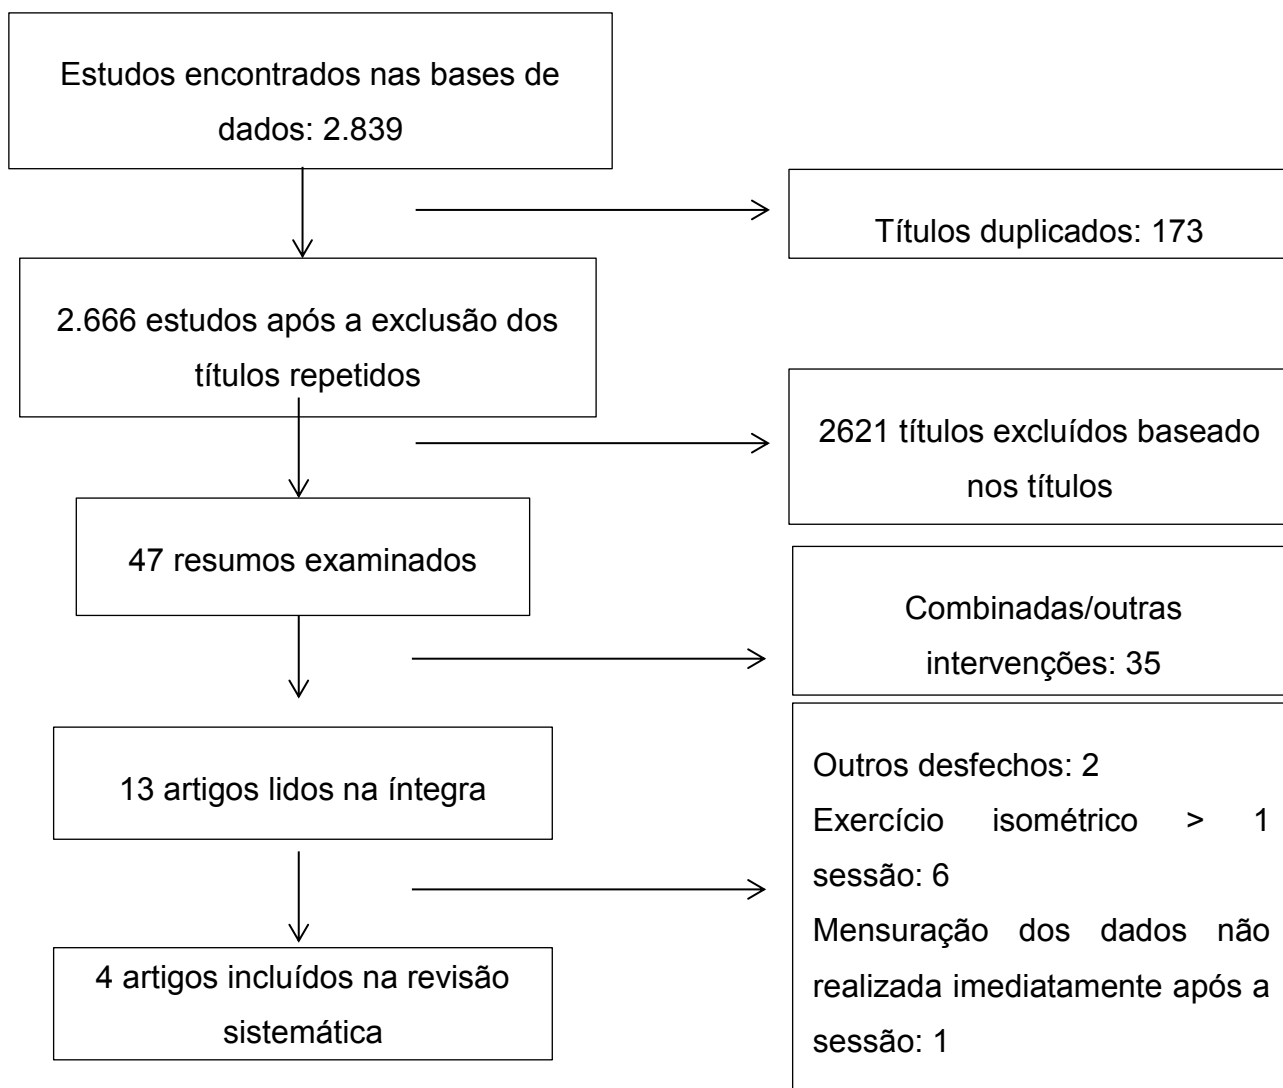 Estudos encontrados nas bases de
dados: 2.839
Títulos duplicados: 173
2.666 estudos após a exclusão dos
títulos repetidos
2621 títulos excluídos baseado
nos títulos
47 resumos examinados
Combinadas/outras
intervenções: 35
13 artigos lidos na íntegra
Outros desfechos: 2
Exercício isométrico > 1
sessão: 6
Mensuração dos dados não
realizada imediatamente após a
sessão: 1
4 artigos incluídos na revisão
sistemática